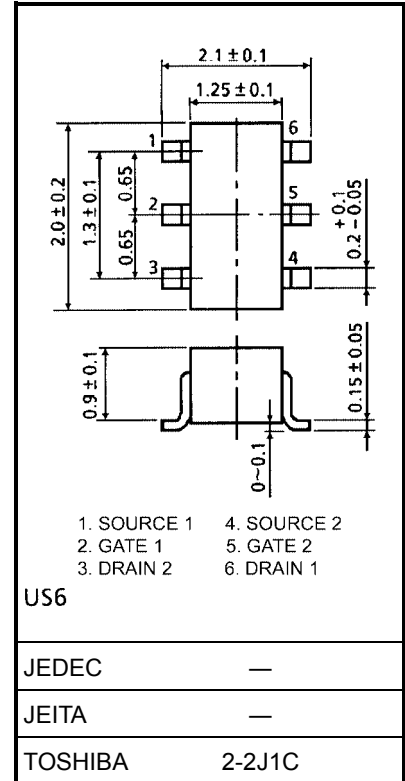 2.1±0.1
1.25±0.1
1
6
2
5
3
4
2.0±0.2
1.3±0.1
0.65
0.65
+0.1
0.2-0.05
0.9±0.1
0.15±0.05
0~0.1
1. SOURCE 1 4. SOURCE 2
2. GATE 1 5. GATE 2
3. DRAIN 2 6. DRAIN 1
US6
JEDEC —
JEITA —
TOSHIBA 2-2J1C